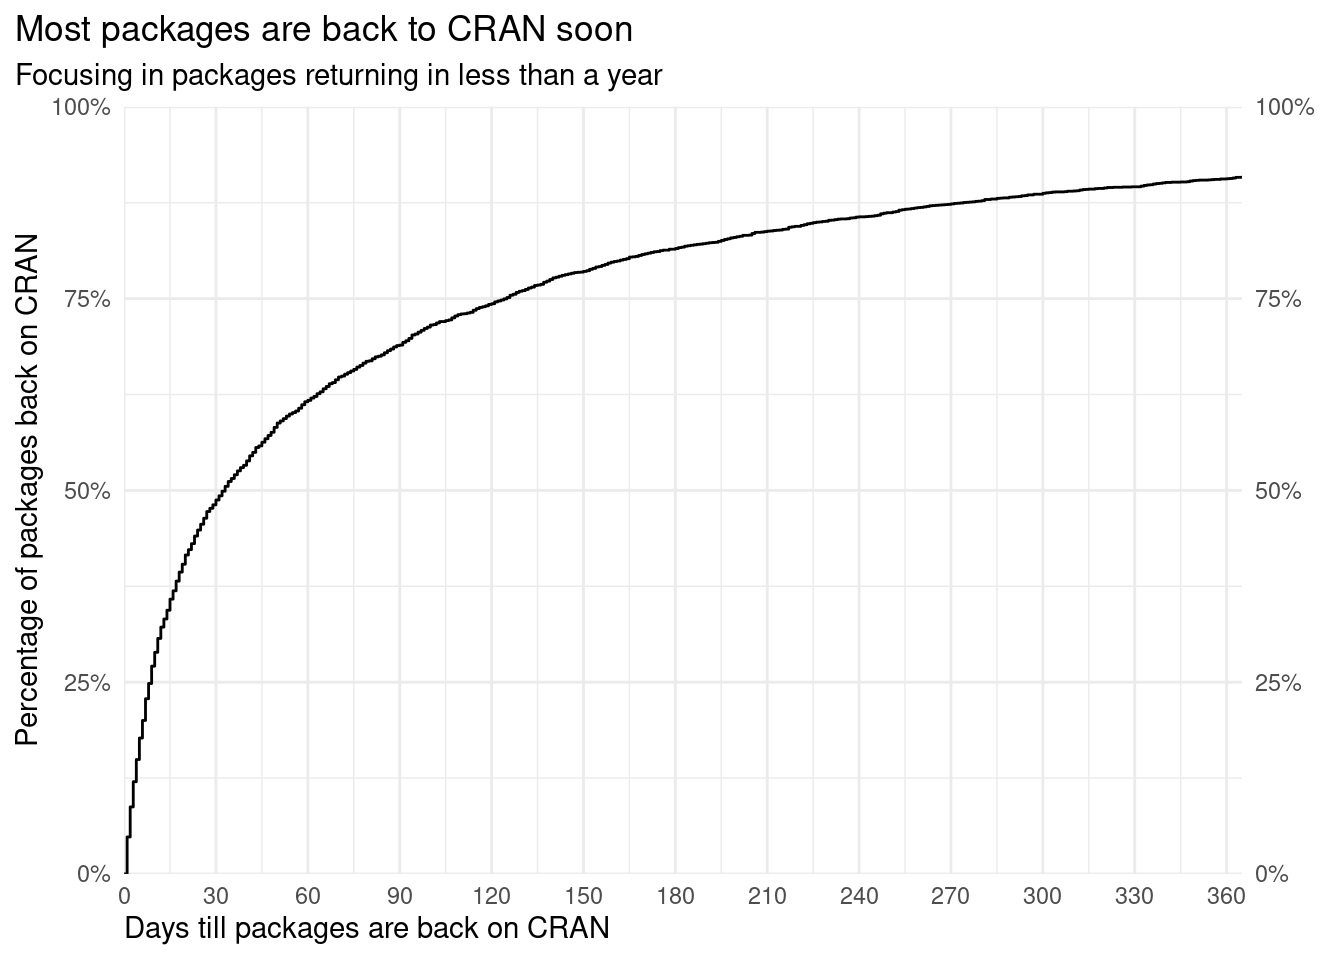 Most packages are back to CRAN soon
Focusing in packages returning in less than a year
Percentage of packages back on CRAN
100%
75%
50%
25%
0%
100%
75%
50%
25%
0%
0 30 60 90 120 150 180 210 240 270 300 330 360
Days till packages are back on CRAN